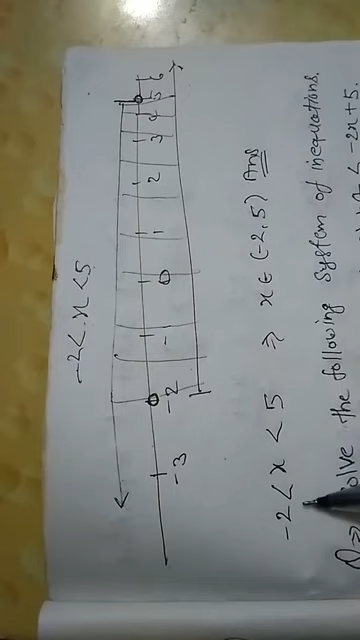 -2 < x < 5
-3 -2 -1 0 1 2 3 4 5 6
-2 < x < 5 ⇒ x ∈ (-2, 5) Ans
Q⇒ Solve the following system of inequations.
< -2x + 5.